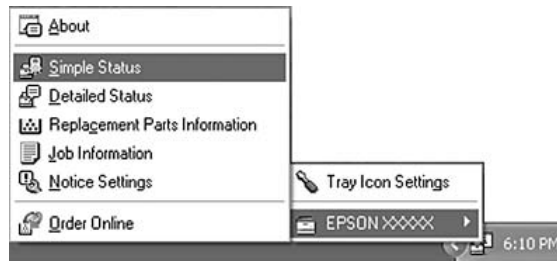 About
Simple Status
Detailed Status
Replacement Parts Information
Job Information
Notice Settings
Order Online
Tray Icon Settings
EPSON XXXXX
6:10 PM